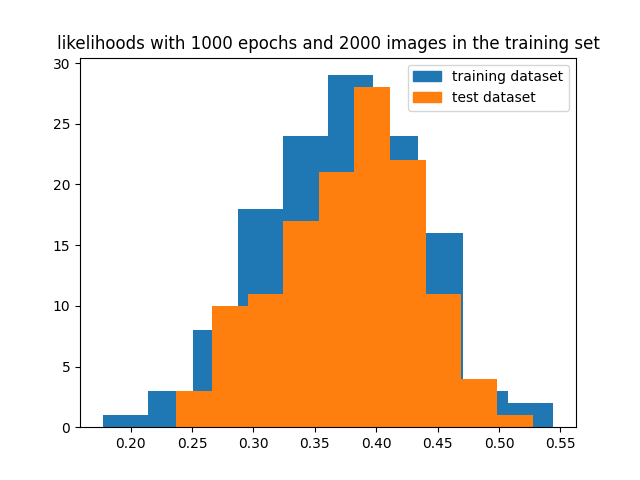 likelihoods with 1000 epochs and 2000 images in the training set
training dataset
test dataset
30
25
20
15
10
5
0
0.20 0.25 0.30 0.35 0.40 0.45 0.50 0.55